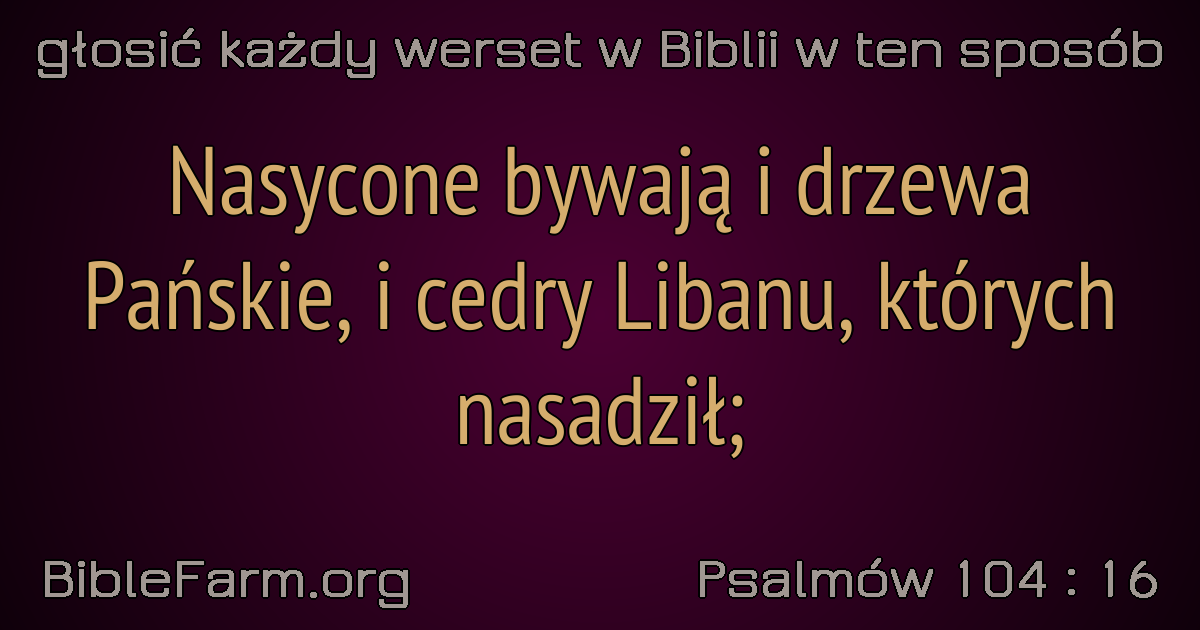 głosić każdy werset w Biblii w ten sposób
Nasycone bywają i drzewa
Pańskie, i cedry Libanu, których
nasadził;
BibleFarm.org
Psalmów 104 : 16